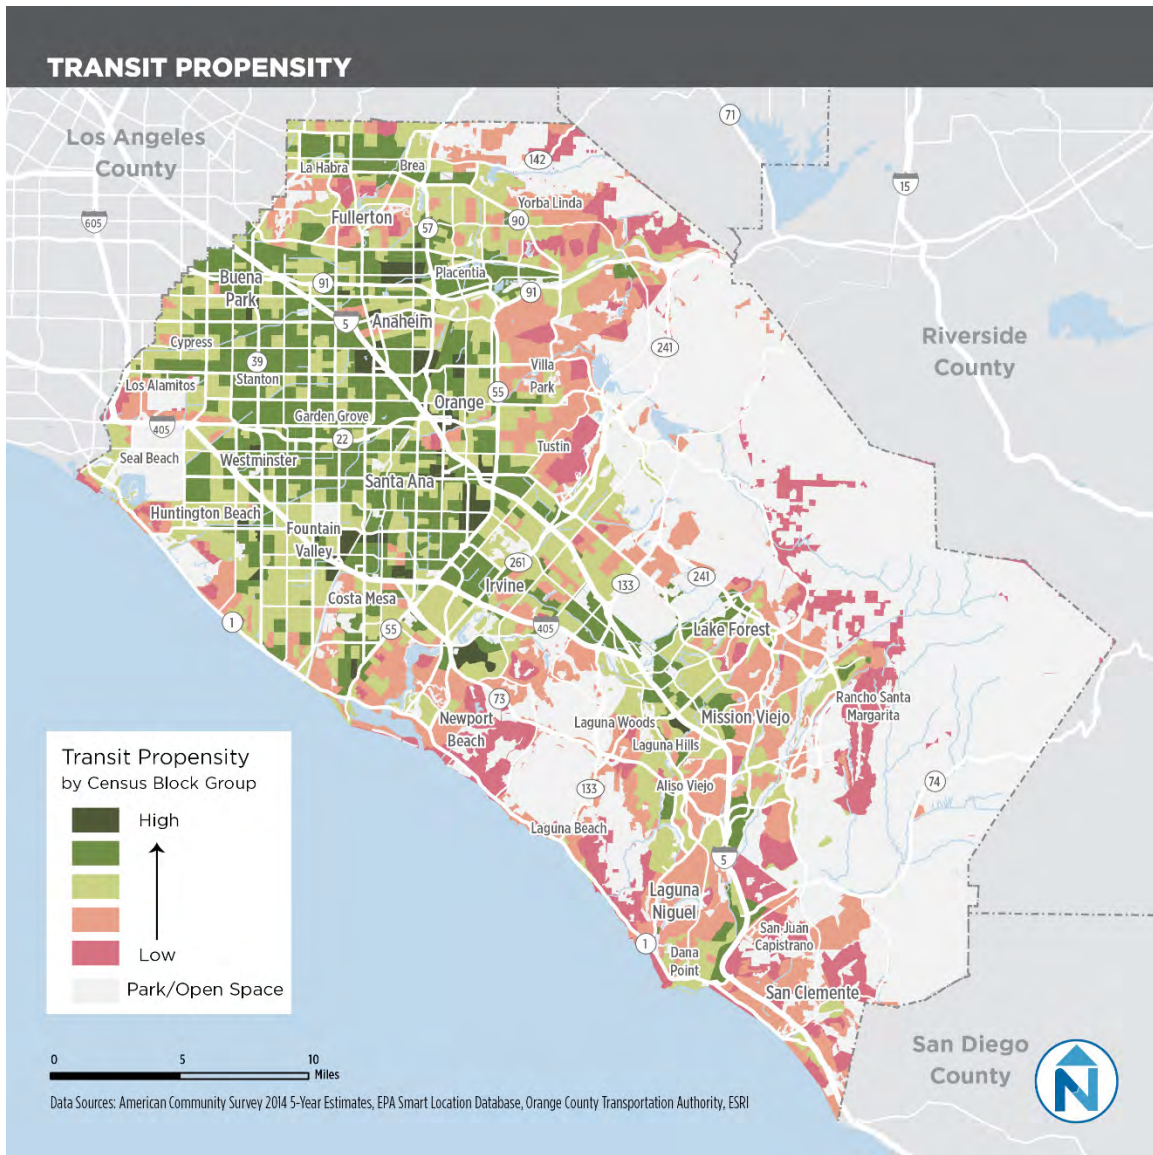 TRANSIT PROPENSITY
Los Angeles
County
71
142
15
605
La Habra
Brea
Yorba Linda
90
Fullerton
57
Buena
Park
91
Placentia
91
5
Anaheim
Cypress
39
Stanton
Los Alamitos
241
Riverside
County
Villa
Park
55
Orange
Garden Grove
22
405
Tustin
Seal Beach
Westminster
Santa Ana
Huntington Beach
Fountain
Valley
261
Irvine
133
241
Costa Mesa
1
55
405
Lake Forest
73
Newport
Beach
Laguna Woods
Mission Viejo
Rancho Santa
Margarita
Laguna Hills
133
Aliso Viejo
74
Laguna Beach
5
Laguna
Niguel
1
San Juan
Capistrano
Dana
Point
San Clemente
Transit Propensity
by Census Block Group
High
Low
Park/Open Space
San Diego
County
N
0 5 10
Miles
Data Sources: American Community Survey 2014 5-Year Estimates, EPA Smart Location Database, Orange County Transportation Authority, ESRI